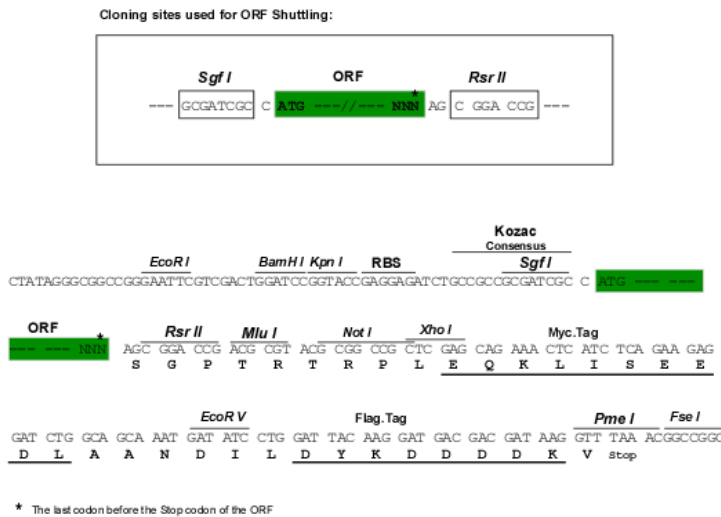 Cloning sites used for ORF Shuttling:
Sgf I ORF Rsr II
*
--- GCGATCGC C ATG ---//--- NNN AG C GGA CCG ---
Kozac
Consensus
EcoR I BamH I Kpn I RBS Sgf I
CTATAGGGCGGCCGGGAATTCGTCGACTGGATCCGGTACCGAGGAGATCTGCCGCCGCGATCGC C ATG --- ---
ORF * Rsr II Mlu I Not I Xho I Myc.Tag
--- --- NNN AGC GGA CCG ACG CGT ACG CGG CCG CTC GAG CAG AAA CTC ATC TCA GAA GAG
S G P T R T R P L E Q K L I S E E
EcoR V Flag.Tag Pme I Fse I
GAT CTG GCA GCA AAT GAT ATC CTG GAT TAC AAG GAT GAC GAC GAT AAG GTT TAA ACGGCCGGC
D L A A N D I L D Y K D D D D K V Stop
* The last codon before the Stop codon of the ORF